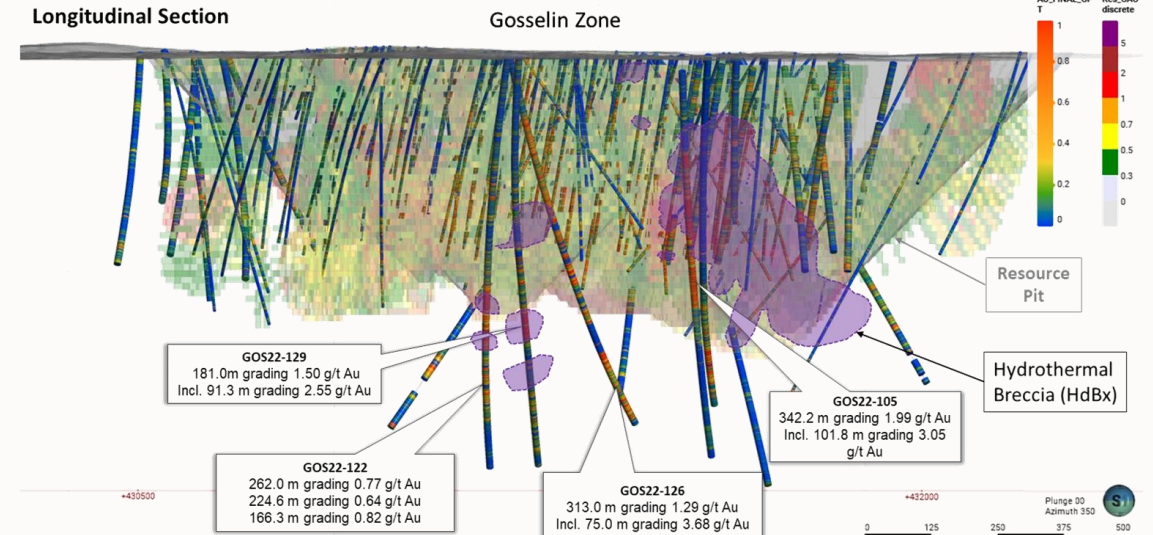 Longitudinal Section
Gosselin Zone
T
discrete
1
0.8
0.6
0.4
0.2
0
5
2
1
0.7
0.5
0.3
0
Resource
Pit
Hydrothermal
Breccia (HdBx)
GOS22-129
181.0m grading 1.50 g/t Au
Incl. 91.3 m grading 2.55 g/t Au
GOS22-105
342.2 m grading 1.99 g/t Au
Incl. 101.8 m grading 3.05
g/t Au
GOS22-122
262.0 m grading 0.77 g/t Au
224.6 m grading 0.64 g/t Au
166.3 m grading 0.82 g/t Au
GOS22-126
313.0 m grading 1.29 g/t Au
Incl. 75.0 m grading 3.68 g/t Au
+430500
+432000
Plunge 00
Azimuth 350
S
0 125 250 375 500